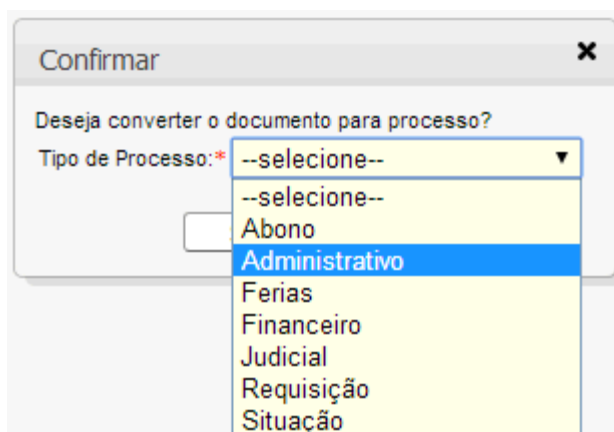 Confirmar
Deseja converter o documento para processo?
Tipo de Processo:* --selecione--
--selecione--
Abono
Administrativo
Ferias
Financeiro
Judicial
Requisição
Situação